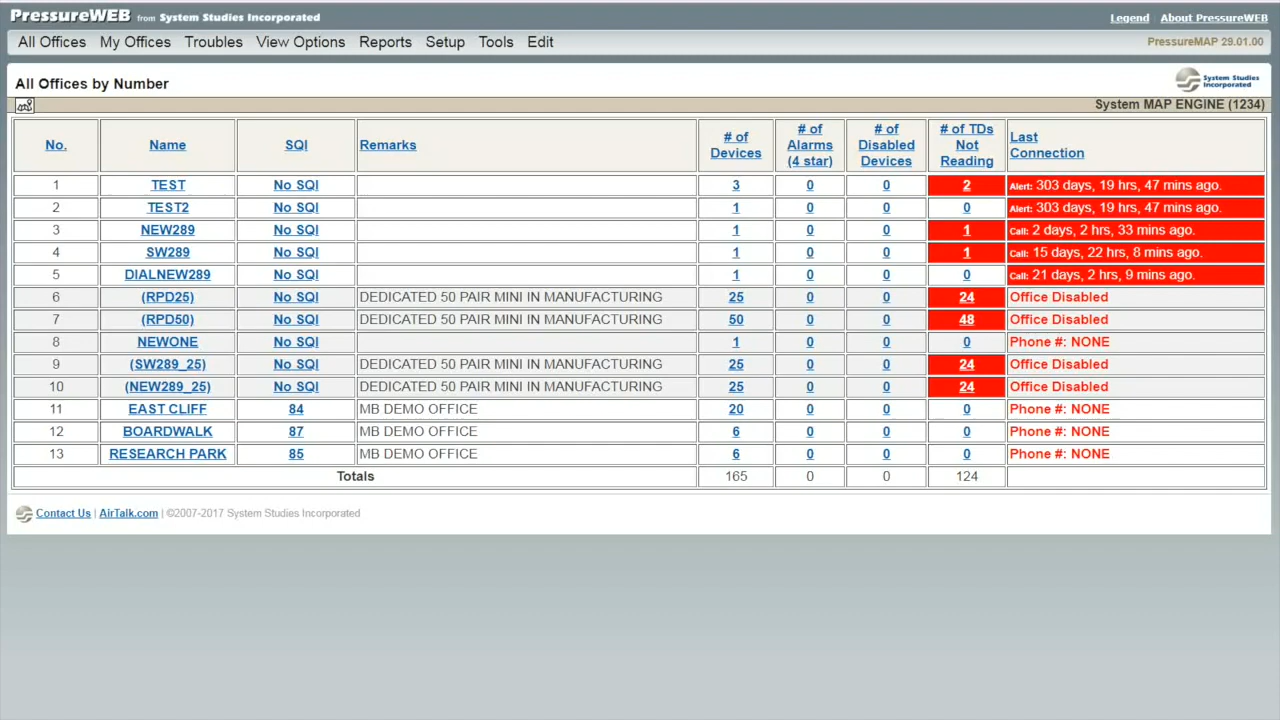 PressureWEB from System Studies Incorporated
Legend About PressureWEB
All Offices My Offices Troubles View Options Reports Setup Tools Edit PressureMAP 29.01.00
All Offices by Number
System Studies Incorporated
System MAP ENGINE (1234)
No. Name SQI Remarks # of Devices # of Alarms (4 star) # of Disabled Devices # of TDs Not Reading Last Connection
1 TEST No SQI 3 0 0 2 Alert: 303 days, 19 hrs, 47 mins ago.
2 TEST2 No SQI 1 0 0 0 Alert: 303 days, 19 hrs, 47 mins ago.
3 NEW289 No SQI 1 0 0 1 Call: 2 days, 2 hrs, 33 mins ago.
4 SW289 No SQI 1 0 0 1 Call: 15 days, 22 hrs, 8 mins ago.
5 DIALNEW289 No SQI 1 0 0 0 Call: 21 days, 2 hrs, 9 mins ago.
6 (RPD25) No SQI DEDICATED 50 PAIR MINI IN MANUFACTURING 25 0 0 24 Office Disabled
7 (RPD50) No SQI DEDICATED 50 PAIR MINI IN MANUFACTURING 50 0 0 48 Office Disabled
8 NEWONE No SQI 1 0 0 0 Phone #: NONE
9 (SW289_25) No SQI DEDICATED 50 PAIR MINI IN MANUFACTURING 25 0 0 24 Office Disabled
10 (NEW289_25) No SQI DEDICATED 50 PAIR MINI IN MANUFACTURING 25 0 0 24 Office Disabled
11 EAST CLIFF 84 MB DEMO OFFICE 20 0 0 0 Phone #: NONE
12 BOARDWALK 87 MB DEMO OFFICE 6 0 0 0 Phone #: NONE
13 RESEARCH PARK 85 MB DEMO OFFICE 6 0 0 0 Phone #: NONE
Totals 165 0 0 124
Contact Us | AirTalk.com | ©2007-2017 System Studies Incorporated